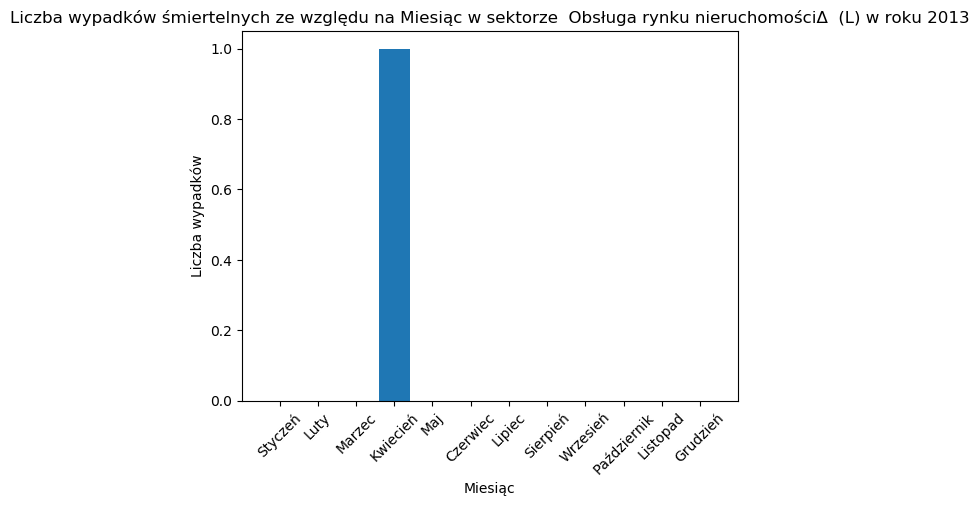 Liczba wypadków śmiertelnych ze względu na Miesiąc w sektorze  Obsługa rynku nieruchomościΔ  (L) w roku 2013
1.0
0.8
0.6
0.4
0.2
0.0
Liczba wypadków
Styczeń
Luty
Marzec
Kwiecień
Maj
Czerwiec
Lipiec
Sierpień
Wrzesień
Październik
Listopad
Grudzień
Miesiąc